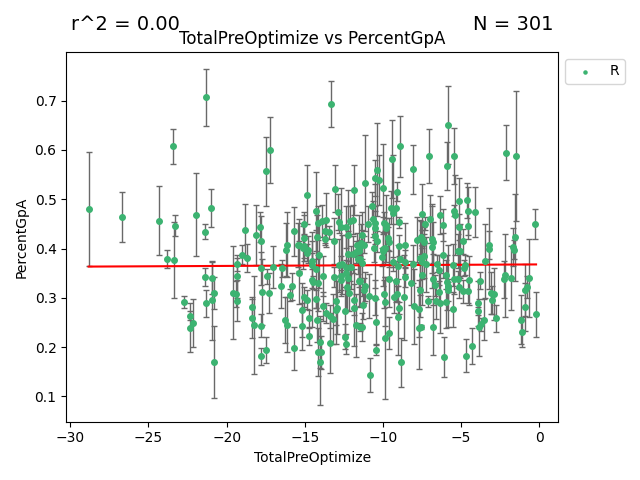 r^2 = 0.00
N = 301
TotalPreOptimize vs PercentGpA
R
0.7
0.6
0.5
0.4
0.3
0.2
0.1
PercentGpA
−30
−25
−20
−15
−10
−5
0
TotalPreOptimize